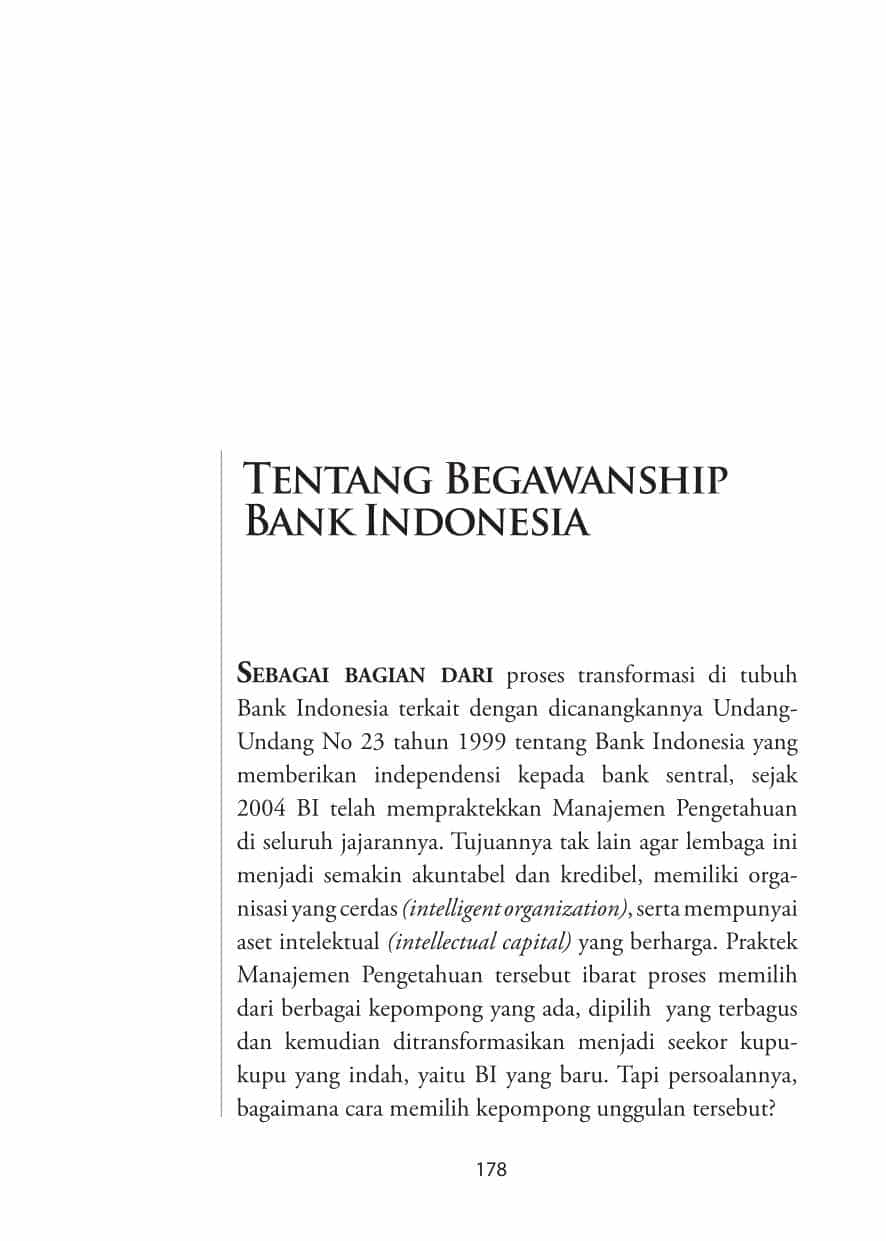 TENTANG BEGAWANSHIP
BANK INDONESIA
SEBAGAI BAGIAN DARI proses transformasi di tubuh
Bank Indonesia terkait dengan dicanangkannya Undang-
Undang No 23 tahun 1999 tentang Bank Indonesia yang
memberikan independensi kepada bank sentral, sejak
2004 BI telah mempraktekkan Manajemen Pengetahuan
di seluruh jajarannya. Tujuannya tak lain agar lembaga ini
menjadi semakin akuntabel dan kredibel, memiliki orga-
nisasi yang cerdas (intelligent organization), serta mempunyai
aset intelektual (intellectual capital) yang berharga. Praktek
Manajemen Pengetahuan tersebut ibarat proses memilih
dari berbagai kepompong yang ada, dipilih yang terbagus
dan kemudian ditransformasikan menjadi seekor kupu-
kupu yang indah, yaitu BI yang baru. Tapi persoalannya,
bagaimana cara memilih kepompong unggulan tersebut?
178